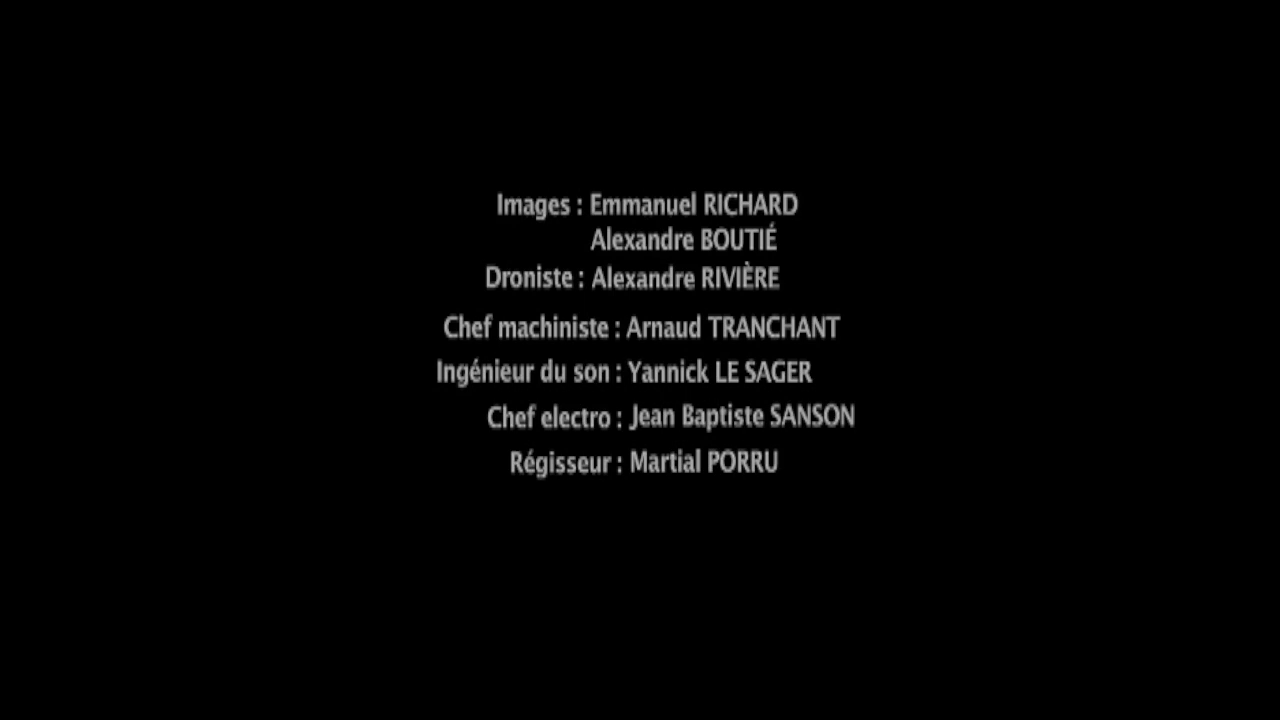 Images : Emmanuel RICHARD
Alexandre BOUTIÉ
Droniste : Alexandre RIVIÈRE
Chef machiniste : Arnaud TRANCHANT
Ingénieur du son : Yannick LE SAGER
Chef electro : Jean Baptiste SANSON
Régisseur : Martial PORRU